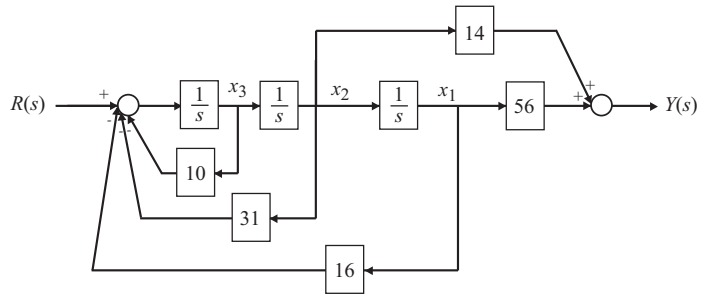 14
R(s) + 1/s x₃ 1/s x₂ 1/s x₁ 56 + + Y(s)
- - -
10
31
16